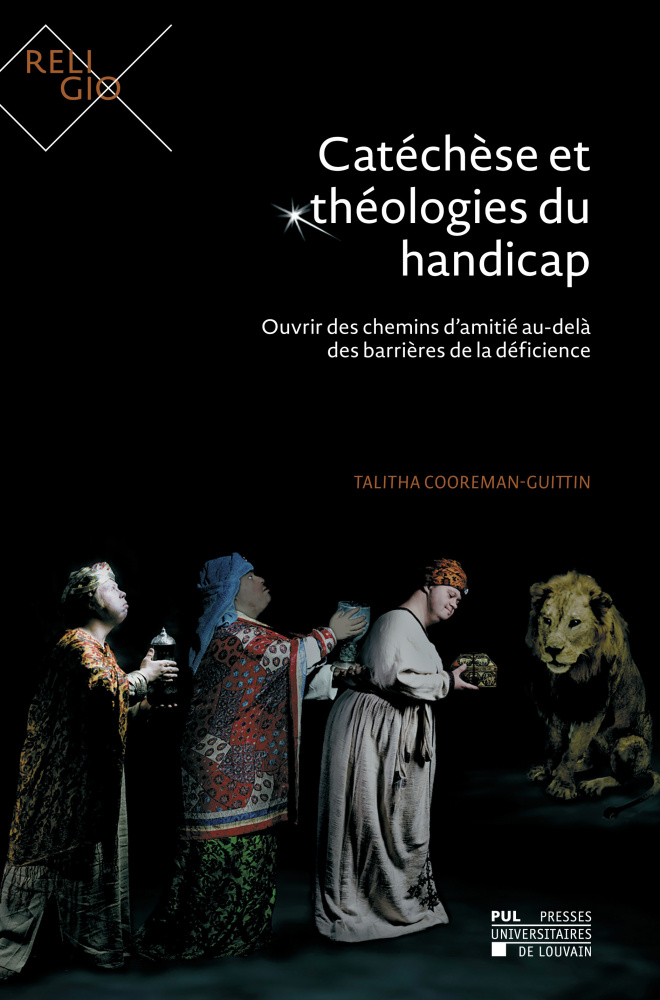 RELI
GIO
Catéchèse et
théologies du
handicap
Ouvrir des chemins d'amitié au-delà
des barrières de la déficience
TALITHA COOREMAN-GUITTIN
PUL PRESSES
UNIVERSITAIRES
DE LOUVAIN